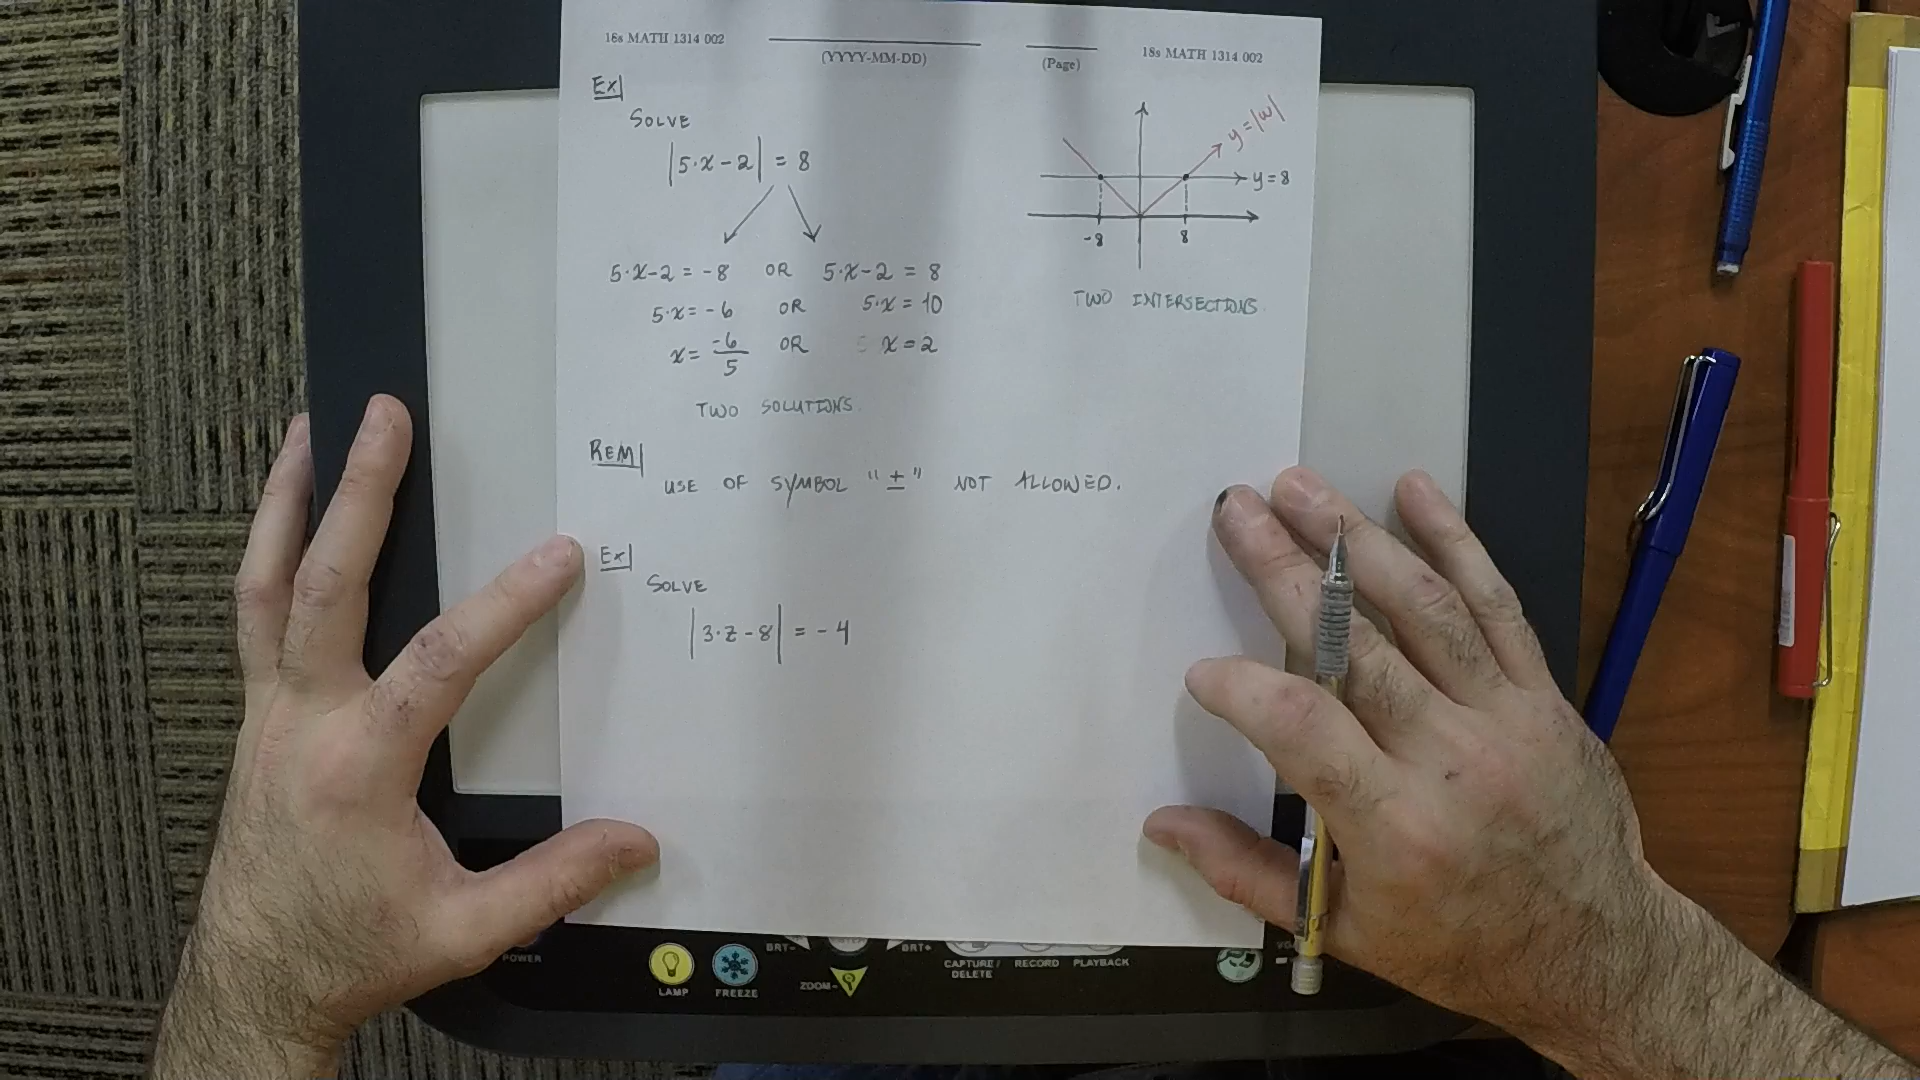 18s MATH 1314 002
(YYYY-MM-DD)
(Page)
18s MATH 1314 002
Ex
SOLVE
|5·x-2| = 8
5·x-2 = -8 OR 5·x-2 = 8
5·x = -6 OR 5·x = 10
x = -6/5 OR x = 2
TWO SOLUTIONS.
y=|w|
y=8
-8 8
TWO INTERSECTIONS.
REM
USE OF SYMBOL "±" NOT ALLOWED.
Ex
SOLVE
|3·z-8| = -4
POWER
LAMP
FREEZE
BRT-
ZOOM-
BRT+
CAPTURE/
DELETE
RECORD
PLAYBACK